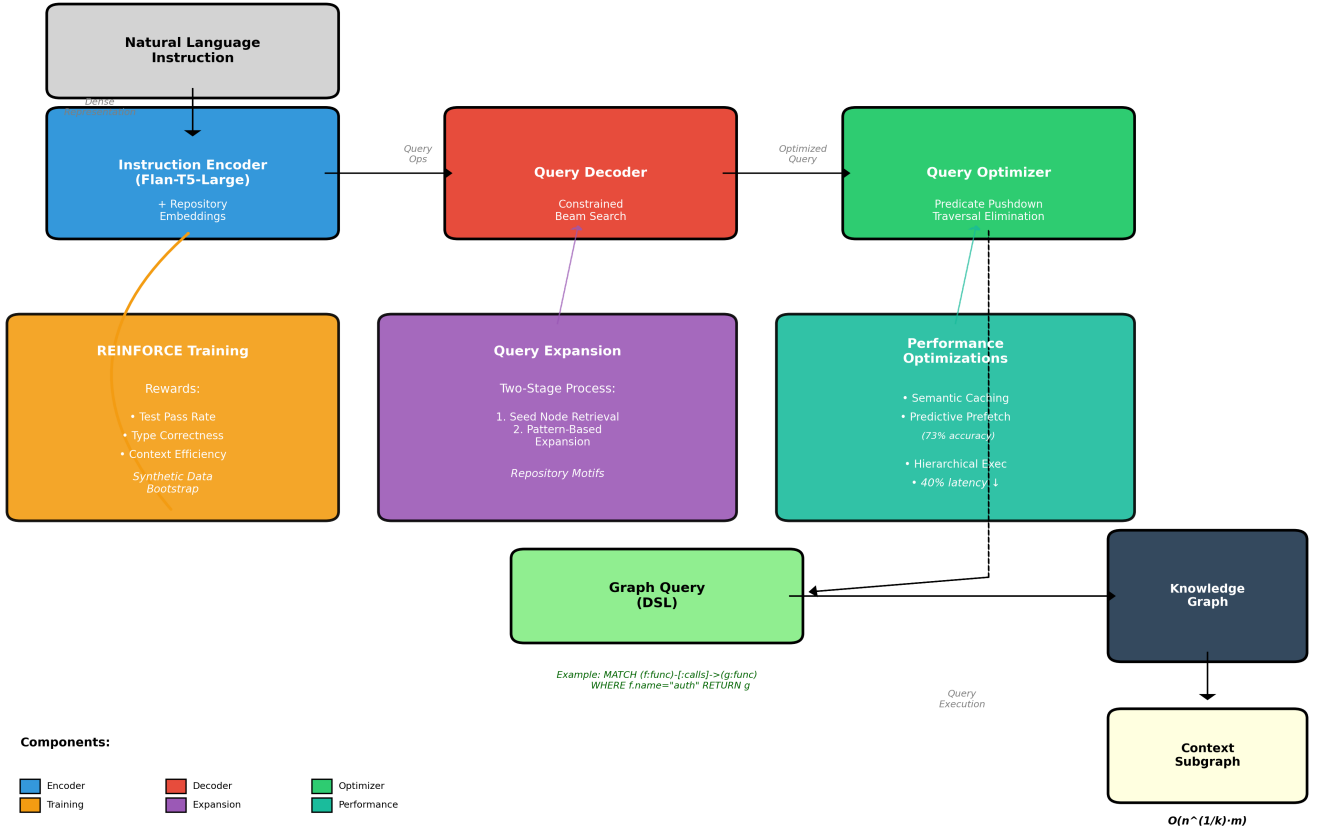 Natural Language
Instruction
Dense
Instruction Encoder
(Flan-T5-Large)
+ Repository
Embeddings
Query
Ops
Query Decoder
Constrained
Beam Search
Optimized
Query
Query Optimizer
Predicate Pushdown
Traversal Elimination
REINFORCE Training
Rewards:
• Test Pass Rate
• Type Correctness
• Context Efficiency
Synthetic Data
Bootstrap
Query Expansion
Two-Stage Process:
1. Seed Node Retrieval
2. Pattern-Based
Expansion
Repository Motifs
Performance
Optimizations
• Semantic Caching
• Predictive Prefetch
(73% accuracy)
• Hierarchical Exec
• 40% latency ↓
Graph Query
(DSL)
Example: MATCH (f:func)-[:calls]->(g:func)
WHERE f.name="auth" RETURN g
Knowledge
Graph
Query
Execution
Context
Subgraph
O(n^(1/k)·m)
Components:
Encoder
Decoder
Optimizer
Training
Expansion
Performance